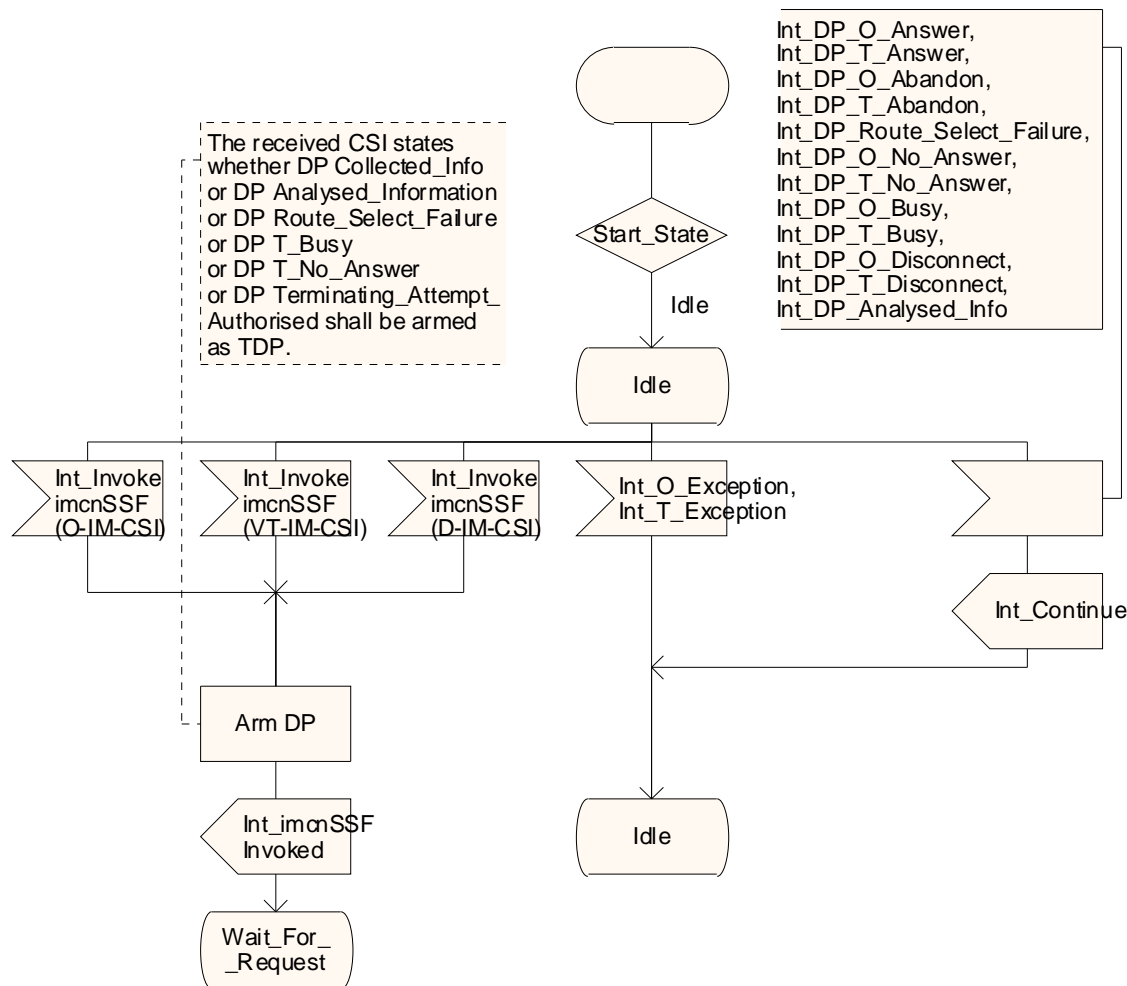 Int_DP_O_Answer,
Int_DP_T_Answer,
Int_DP_O_Abandon,
Int_DP_T_Abandon,
Int_DP_Route_Select_Failure,
Int_DP_O_No_Answer,
Int_DP_T_No_Answer,
Int_DP_O_Busy,
Int_DP_T_Busy,
Int_DP_O_Disconnect,
Int_DP_T_Disconnect,
Int_DP_Analysed_Info
The received CSI states
whether DP Collected_Info
or DP Analysed_Information
or DP Route_Select_Failure
or DP T_Busy
or DP T_No_Answer
or DP Terminating_Attempt_
Authorised shall be armed
as TDP.
Start_State
Idle
Idle
Int_Invoke
imcnSSF
(O-IM-CSI)
Int_Invoke
imcnSSF
(VT-IM-CSI)
Int_Invoke
imcnSSF
(D-IM-CSI)
Int_O_Exception,
Int_T_Exception
Int_Continue
Arm DP
Int_imcnSSF
Invoked
Idle
Wait_For_
_Request